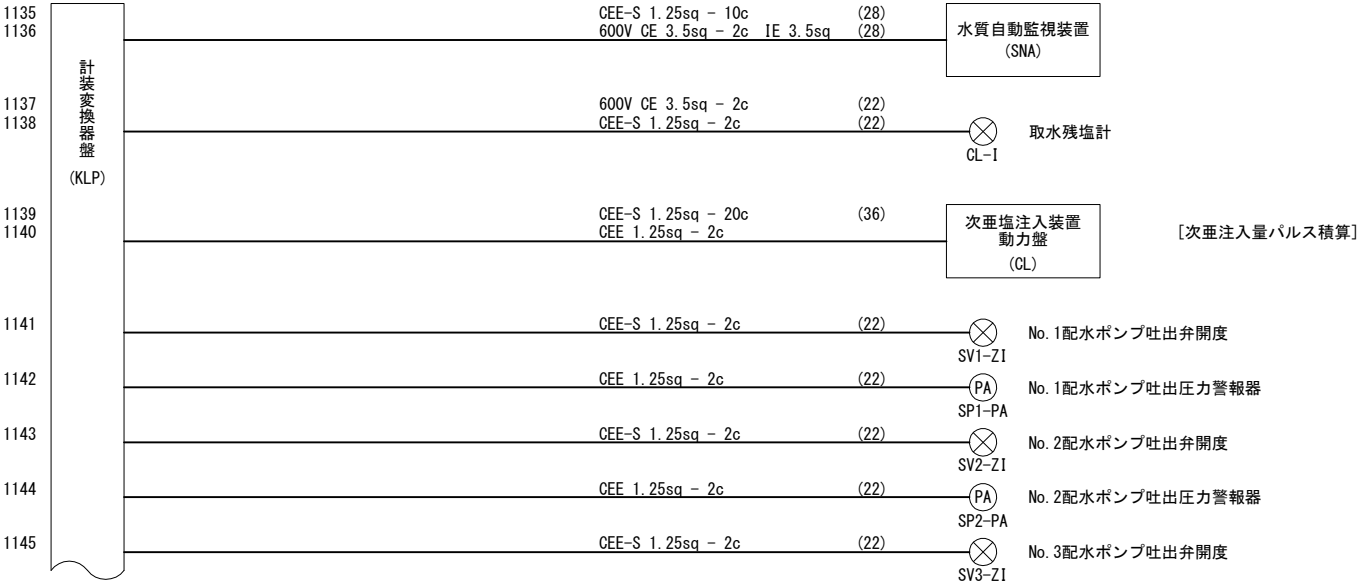 1135 CEE-S 1.25sq - 10c (28)
1136 600V CE 3.5sq - 2c IE 3.5sq (28)
水質自動監視装置
(SNA)
計装変換器盤
(KLP)
1137 600V CE 3.5sq - 2c (22)
1138 CEE-S 1.25sq - 2c (22)
取水残塩計
CL-I
1139 CEE-S 1.25sq - 20c (36)
1140 CEE 1.25sq - 2c
次亜塩注入装置
動力盤
(CL)
[次亜注入量パルス積算]
1141 CEE-S 1.25sq - 2c (22)
No.1配水ポンプ吐出弁開度
SV1-ZI
1142 CEE 1.25sq - 2c (22)
PA No.1配水ポンプ吐出圧力警報器
SP1-PA
1143 CEE-S 1.25sq - 2c (22)
No.2配水ポンプ吐出弁開度
SV2-ZI
1144 CEE 1.25sq - 2c (22)
PA No.2配水ポンプ吐出圧力警報器
SP2-PA
1145 CEE-S 1.25sq - 2c (22)
No.3配水ポンプ吐出弁開度
SV3-ZI